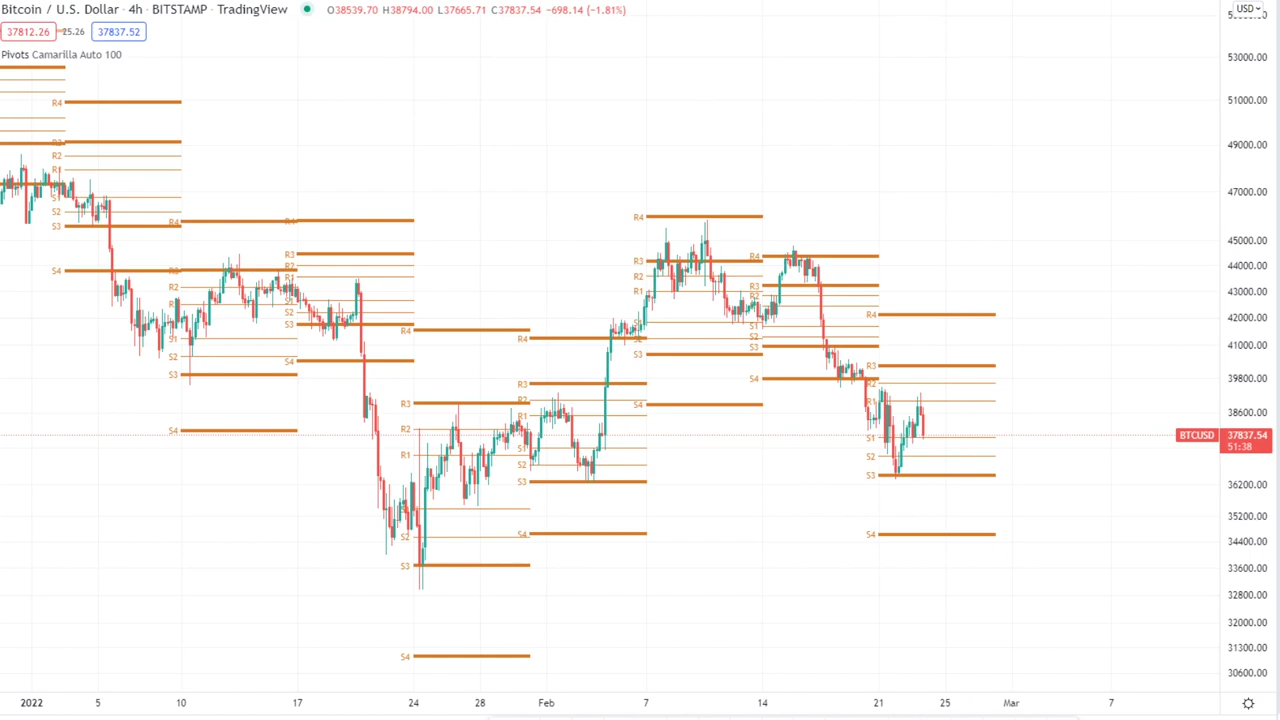 Bitcoin / U.S. Dollar · 4h · BITSTAMP · TradingView O38539.70 H38794.00 L37665.71 C37837.54 −698.14 (−1.81%)
USD
37812.26 25.26 37837.52
Pivots Camarilla Auto 100
53000.00
R4
51000.00
R2
49000.00
R1
47000.00
S2
S3
R4
R4
45000.00
R3
R4
S4
R2
R3
44000.00
R2
R1
R2
R1
R3
R2
43000.00
S2
R4
42000.00
S3
R4
S1
S1
R4
S3
S3
41000.00
S2
S4
R3
S3
R3
S4
R2
39800.00
R3
R2
S4
R1
38600.00
R1
S4
R2
S1
BTCUSD 37837.54
51:38
R1
S2
S2
S3
S3
36200.00
35200.00
S2
S4
S4
34400.00
S3
33600.00
32800.00
32000.00
S4
31300.00
30600.00
2022 5 10 17 24 28 Feb 7 14 21 25 Mar 7